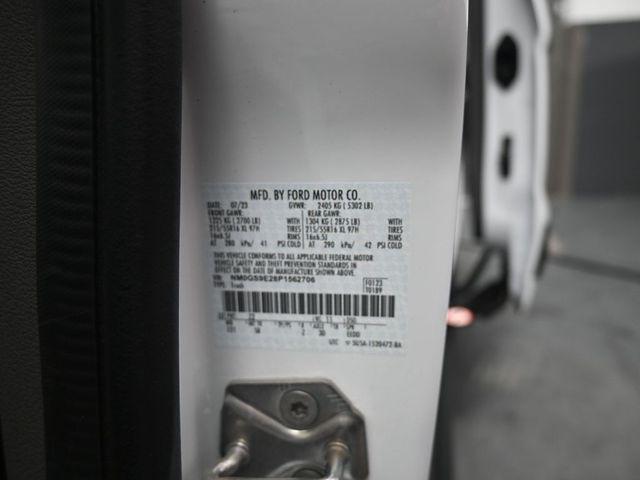 MFD. BY FORD MOTOR CO.
DATE: 07/23 GVWR: 2405 KG ( 5302 LB)
FRONT GAWR: REAR GAWR:
1225 KG ( 2700 LB) WITH 1304 KG ( 2875 LB) WITH
215/55R16 XL 97H TIRES 215/55R16 XL 97H TIRES
16x6.5J RIMS 16x6.5J RIMS
AT 280 kPa/ 41 PSI COLD AT 290 kPa/ 42 PSI COLD
THIS VEHICLE CONFORMS TO ALL APPLICABLE FEDERAL MOTOR
VEHICLE SAFETY AND THEFT PREVENTION STANDARDS IN
EFFECT ON THE DATE OF MANUFACTURE SHOWN ABOVE.
VIN: NM0GS9E28P1562706 F0123
TYPE: Truck T0189
UTC